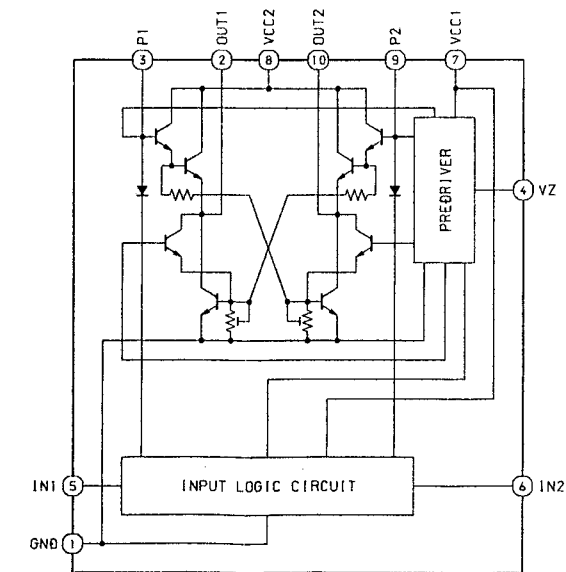 P1
OUT1
VCC2
OUT2
P2
VCC1
3
2
8
10
9
7
PREDRIVER
4 VZ
IN1 5
INPUT LOGIC CIRCUIT
6 IN2
GND 1